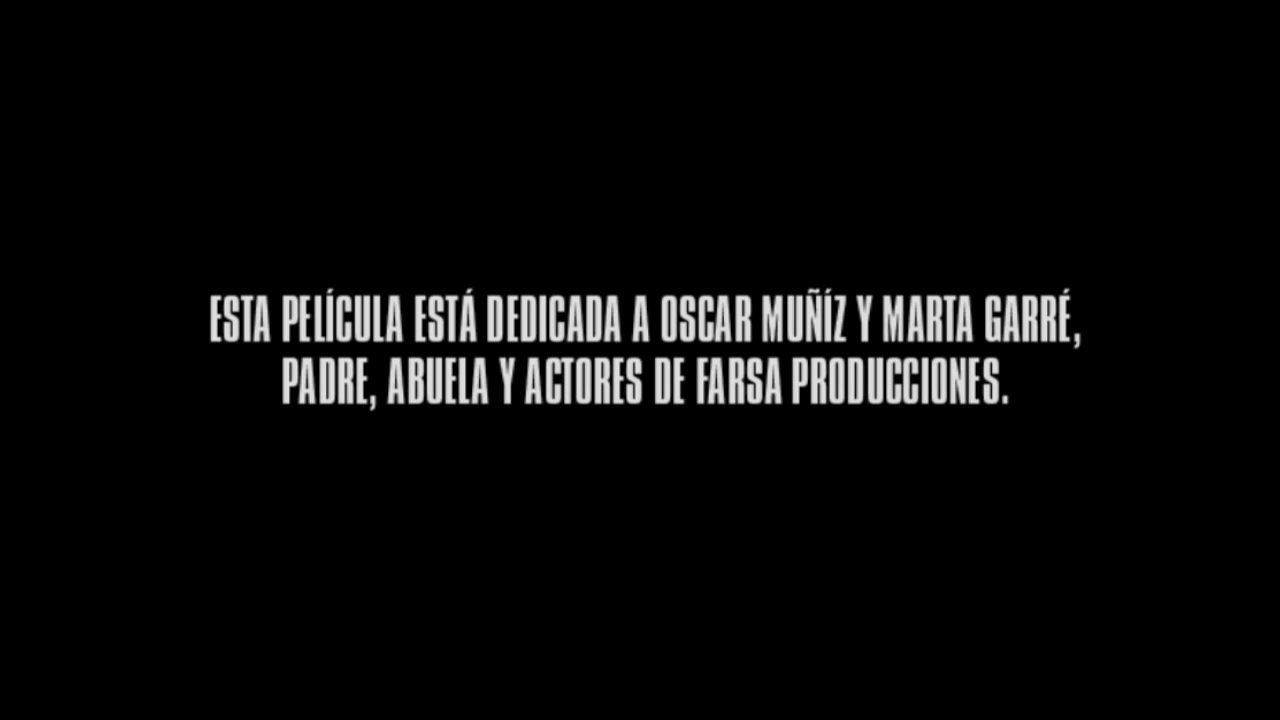 ESTA PELÍCULA ESTÁ DEDICADA A OSCAR MUÑÍZ Y MARTA GARRÉ,
PADRE, ABUELA Y ACTORES DE FARSA PRODUCCIONES.